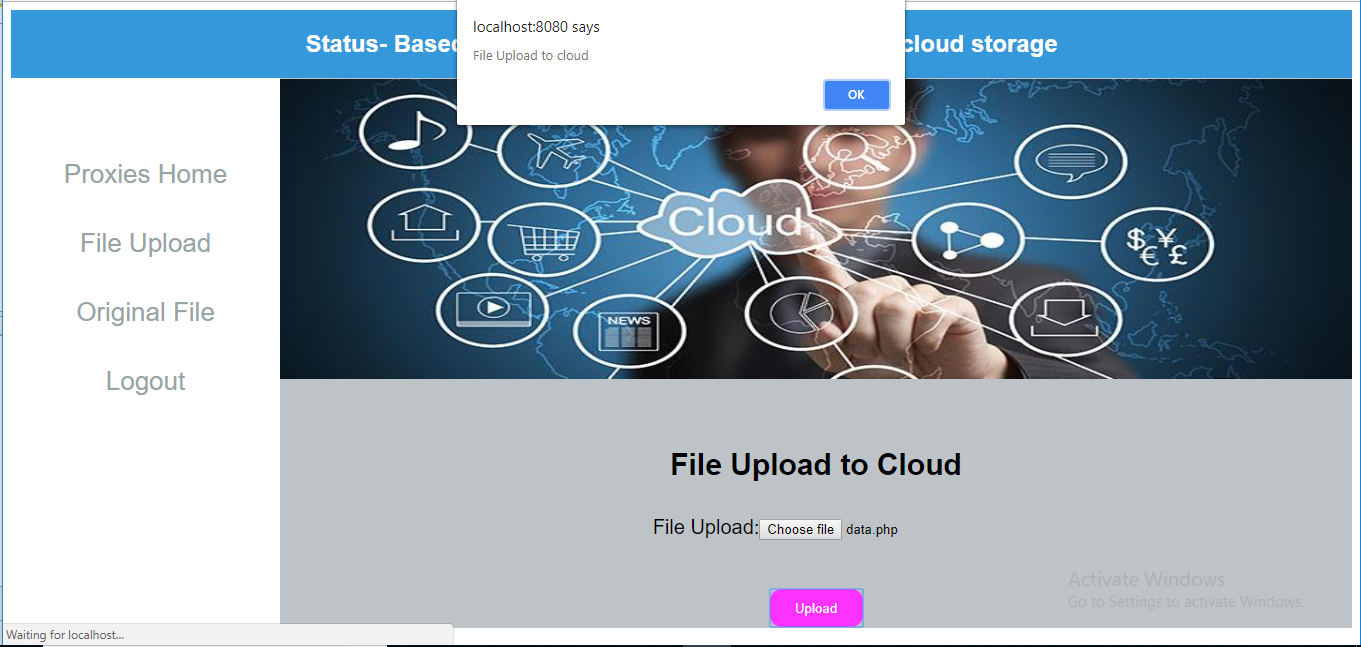 localhost:8080 says
File Upload to cloud
OK
Status- Based
cloud storage
Proxies Home
File Upload
Original File
Logout
Cloud
$ ¥
€ £
NEWS
File Upload to Cloud
File Upload: Choose file data.php
Upload
Activate Windows
Go to Settings to activate Windows.
Waiting for localhost...